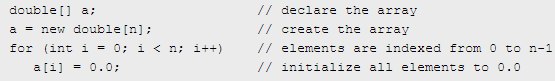 double[] a; // declare the array
a = new double[n]; // create the array
for (int i = 0; i < n; i++) // elements are indexed from 0 to n-1
a[i] = 0.0; // initialize all elements to 0.0